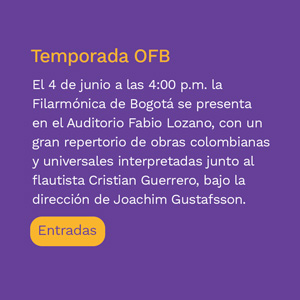 Temporada OFB
El 4 de junio a las 4:00 p.m. la
Filarmónica de Bogotá se presenta
en el Auditorio Fabio Lozano, con un
gran repertorio de obras colombianas
y universales interpretadas junto al
flautista Cristian Guerrero, bajo la
dirección de Joachim Gustafsson.
Entradas